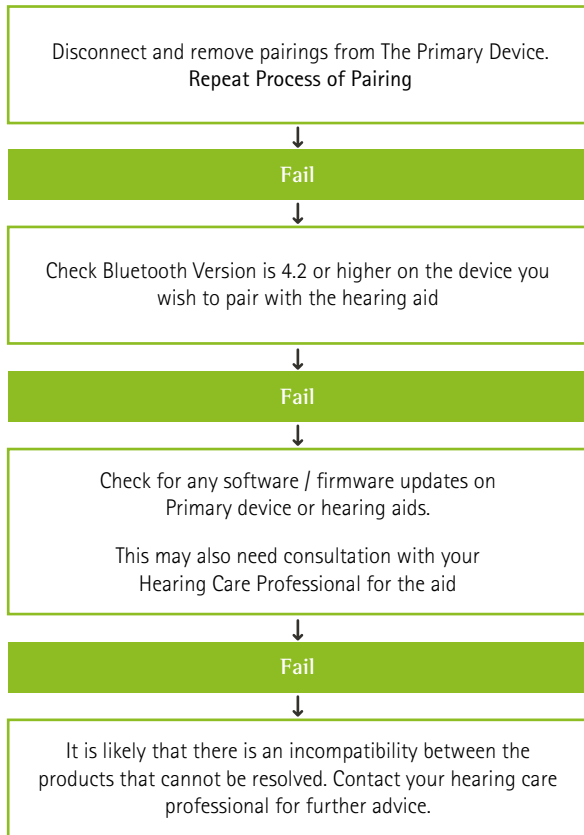 Disconnect and remove pairings from The Primary Device.
Repeat Process of Pairing
Fail
Check Bluetooth Version is 4.2 or higher on the device you
wish to pair with the hearing aid
Fail
Check for any software / firmware updates on
Primary device or hearing aids.
This may also need consultation with your
Hearing Care Professional for the aid
Fail
It is likely that there is an incompatibility between the
products that cannot be resolved. Contact your hearing care
professional for further advice.